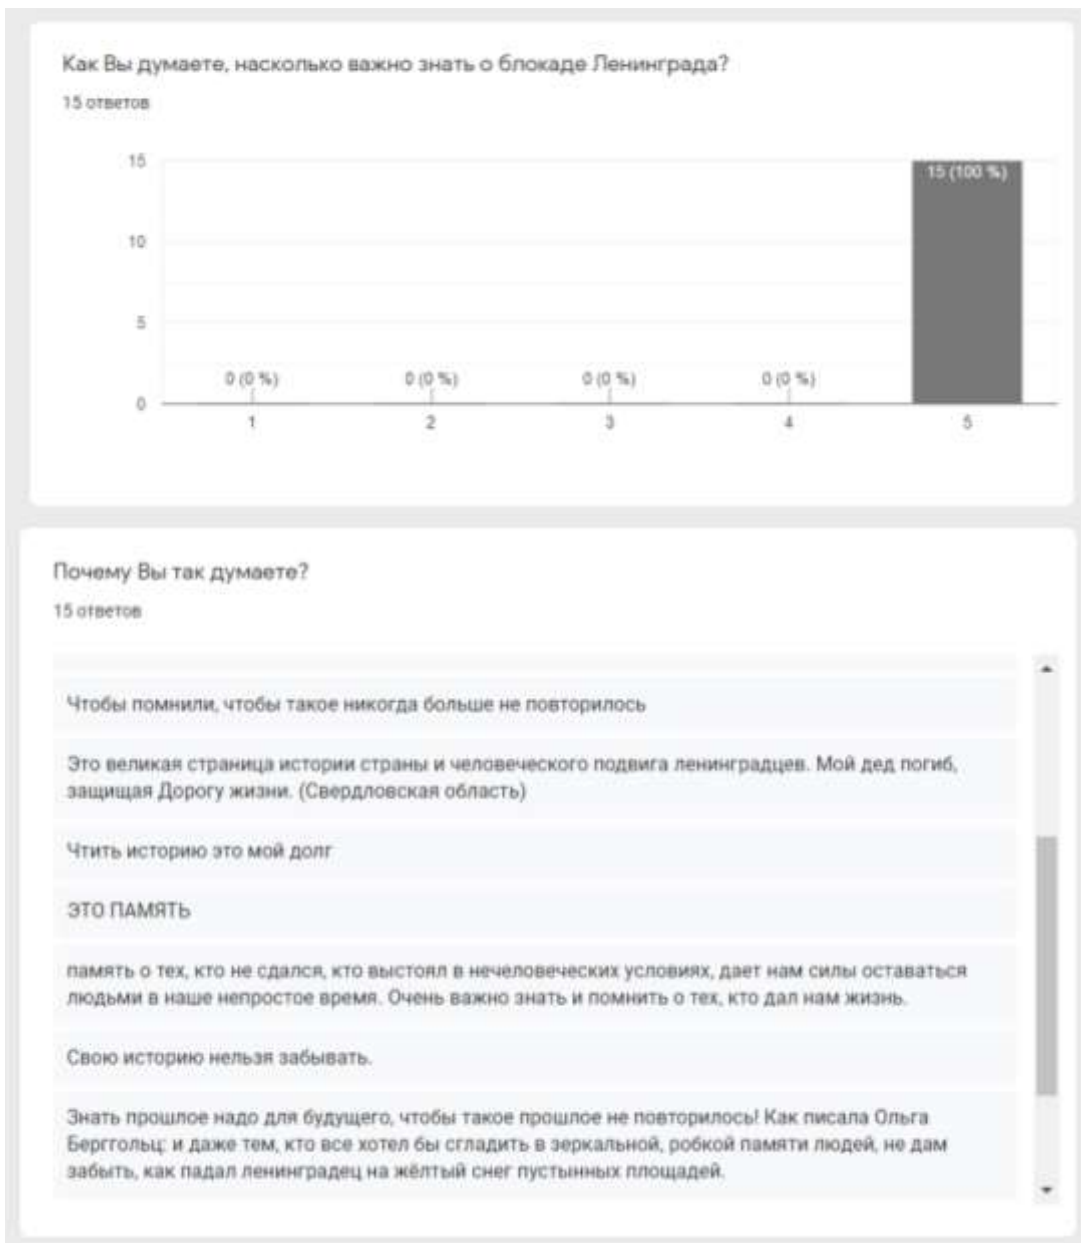 Как Вы думаете, насколько важно знать о блокаде Ленинграда?
15 ответов
15
15 (100 %)
10
5
0 (0 %)
0 (0 %)
0 (0 %)
0 (0 %)
0
1
2
3
4
5
Почему Вы так думаете?
15 ответов
Чтобы помнили, чтобы такое никогда больше не повторилось
Это великая страница истории страны и человеческого подвига ленинградцев. Мой дед погиб,
защищая Дорогу жизни. (Свердловская область)
Чтить историю это мой долг
ЭТО ПАМЯТЬ
память о тех, кто не сдался, кто выстоял в нечеловеческих условиях, дает нам силы оставаться
людьми в наше непростое время. Очень важно знать и помнить о тех, кто дал нам жизнь.
Свою историю нельзя забывать.
Знать прошлое надо для будущего, чтобы такое прошлое не повторилось! Как писала Ольга
Берггольц: и даже тем, кто все хотел бы сгладить в зеркальной, робкой памяти людей, не дам
забыть, как падал ленинградец на жёлтый снег пустынных площадей.